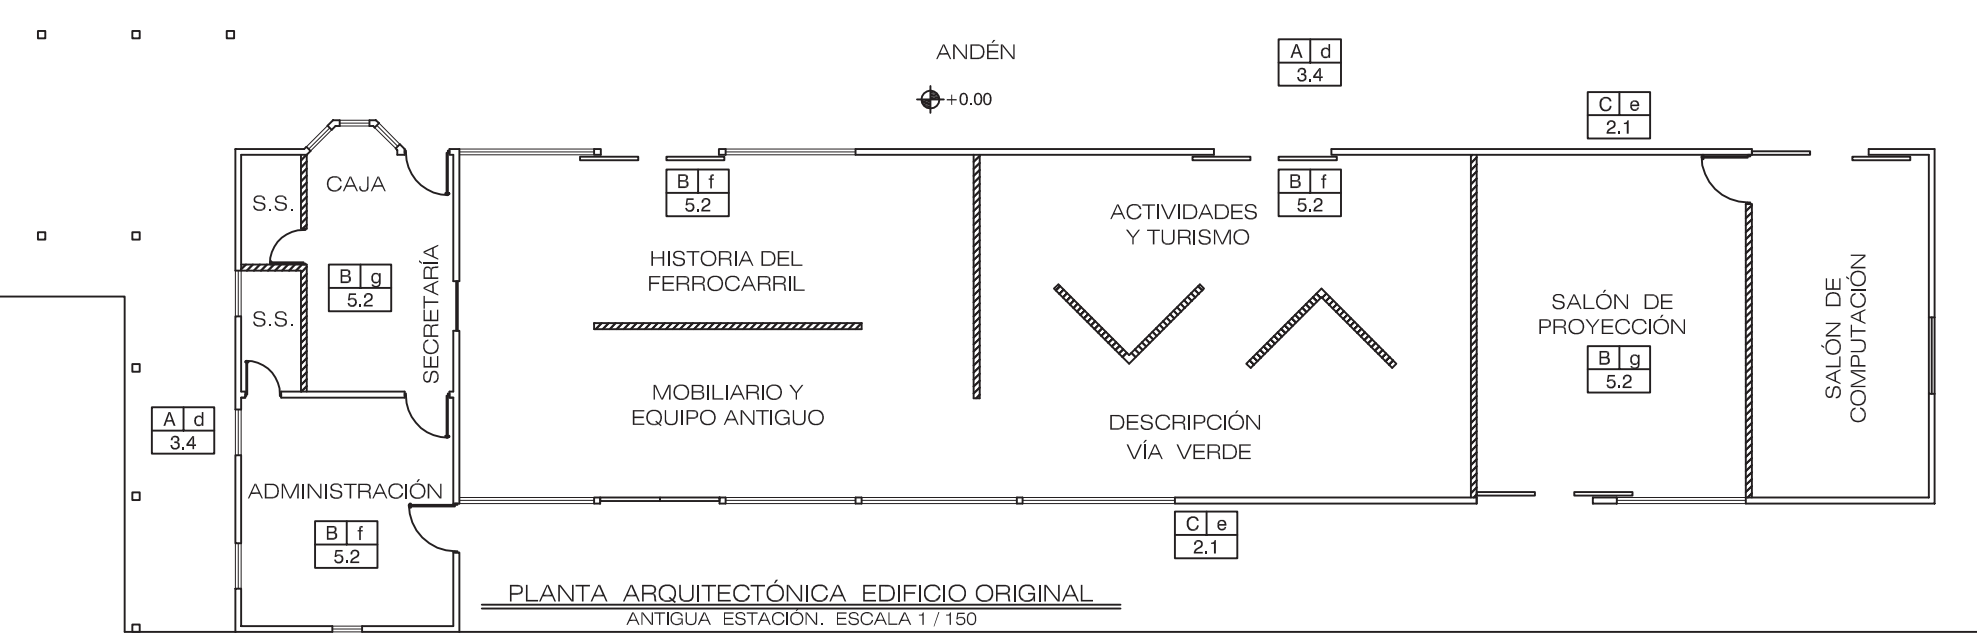 ANDÉN
+0.00
A d
3.4
C e
2.1
CAJA
S.S.
B f
5.2
B f
5.2
ACTIVIDADES
Y TURISMO
HISTORIA DEL
FERROCARRIL
B g
5.2
SECRETARÍA
S.S.
SALÓN DE
PROYECCIÓN
B g
5.2
SALÓN DE
COMPUTACIÓN
MOBILIARIO Y
EQUIPO ANTIGUO
DESCRIPCIÓN
VÍA VERDE
A d
3.4
ADMINISTRACIÓN
B f
5.2
C e
2.1
PLANTA ARQUITECTÓNICA EDIFICIO ORIGINAL
ANTIGUA ESTACIÓN. ESCALA 1 / 150